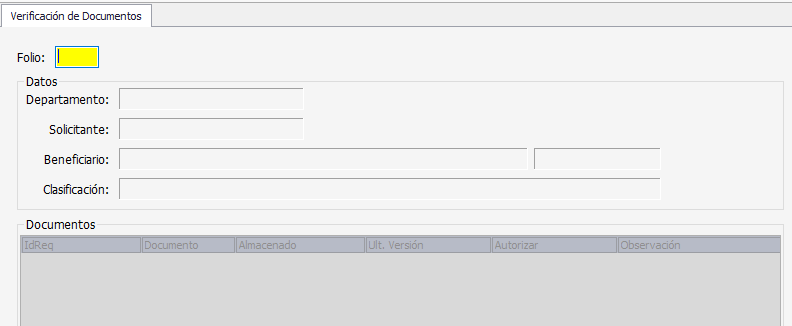 Verificación de Documentos
Folio:
Datos
Departamento:
Solicitante:
Beneficiario:
Clasificación:
Documentos
IdReq Documento Almacenado Ult. Versión Autorizar Observación